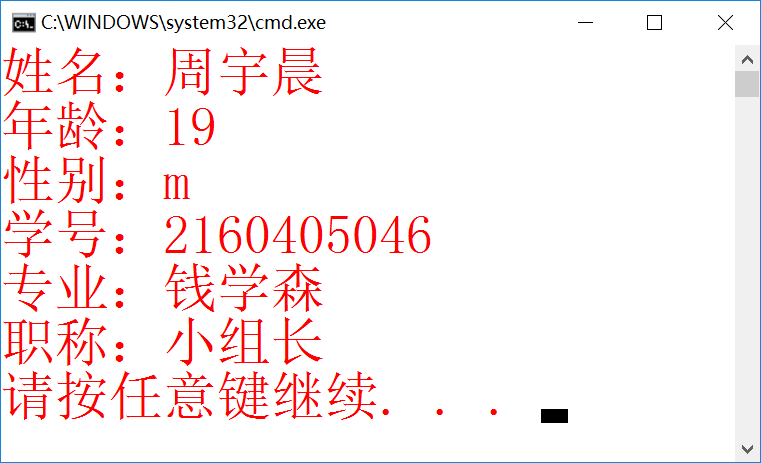 C:\WINDOWS\system32\cmd.exe
姓名：周宇晨
年龄：19
性别：m
学号：2160405046
专业：钱学森
职称：小组长
请按任意键继续. . .